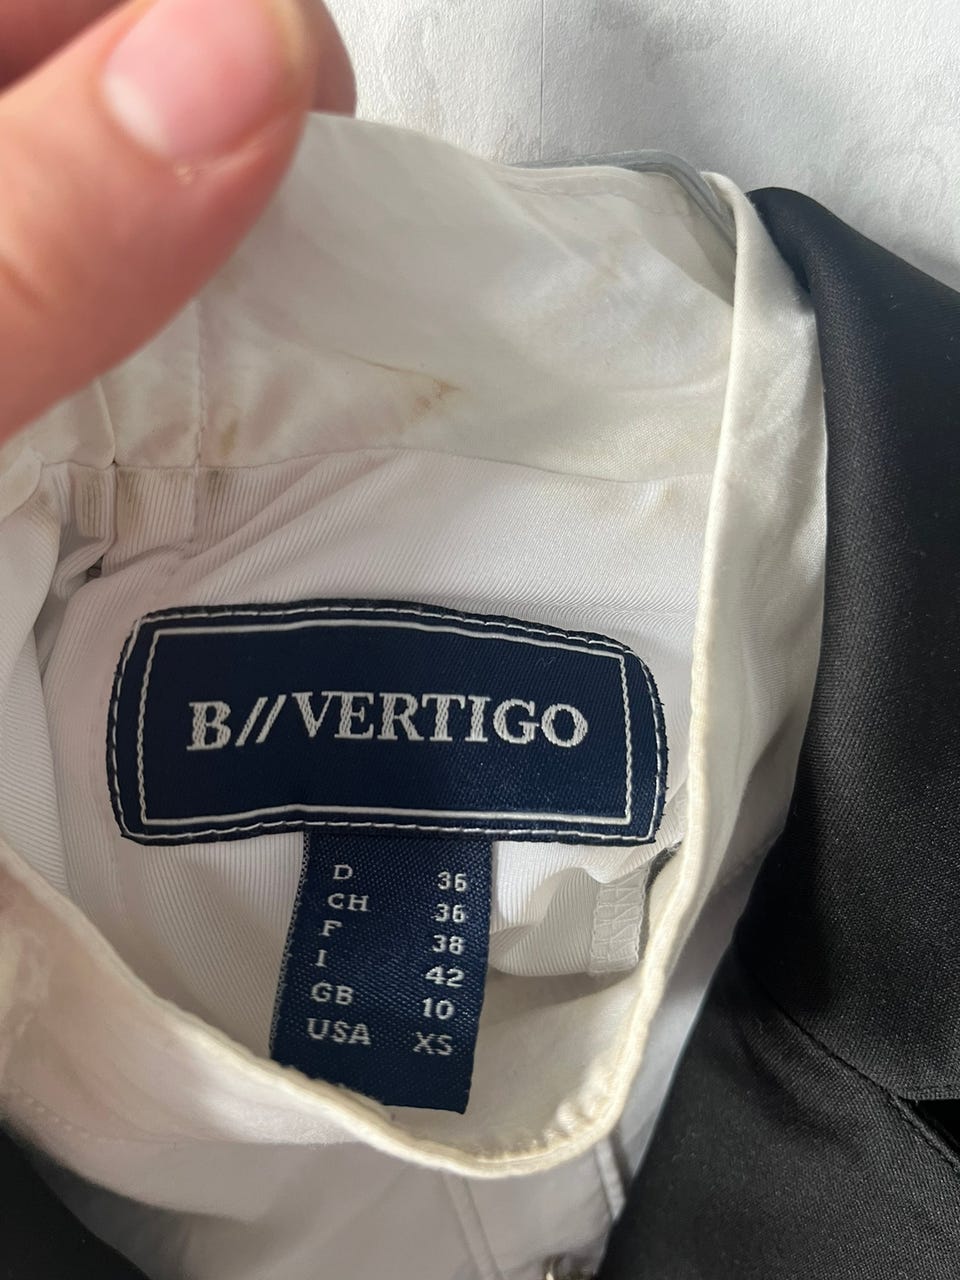 B//VERTIGO
D 36
CH 36
F 38
I 42
GB 10
USA XS